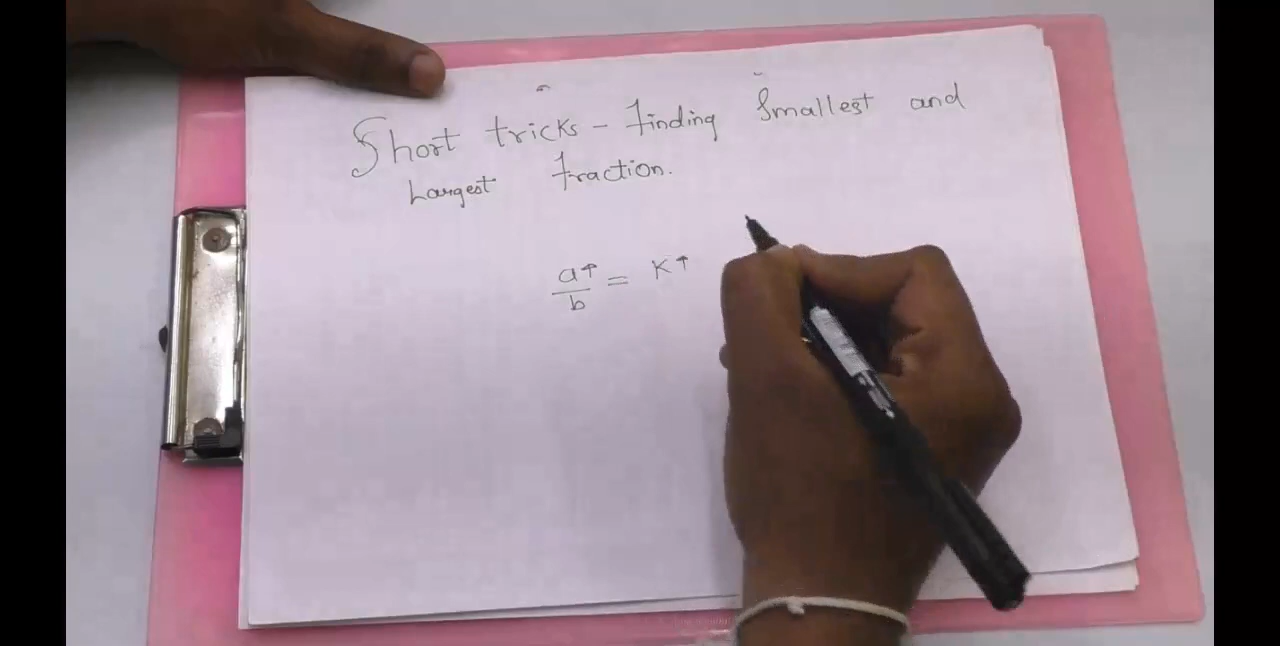 Short tricks - Finding Smallest and
Largest fraction.
a↑/b = K↑